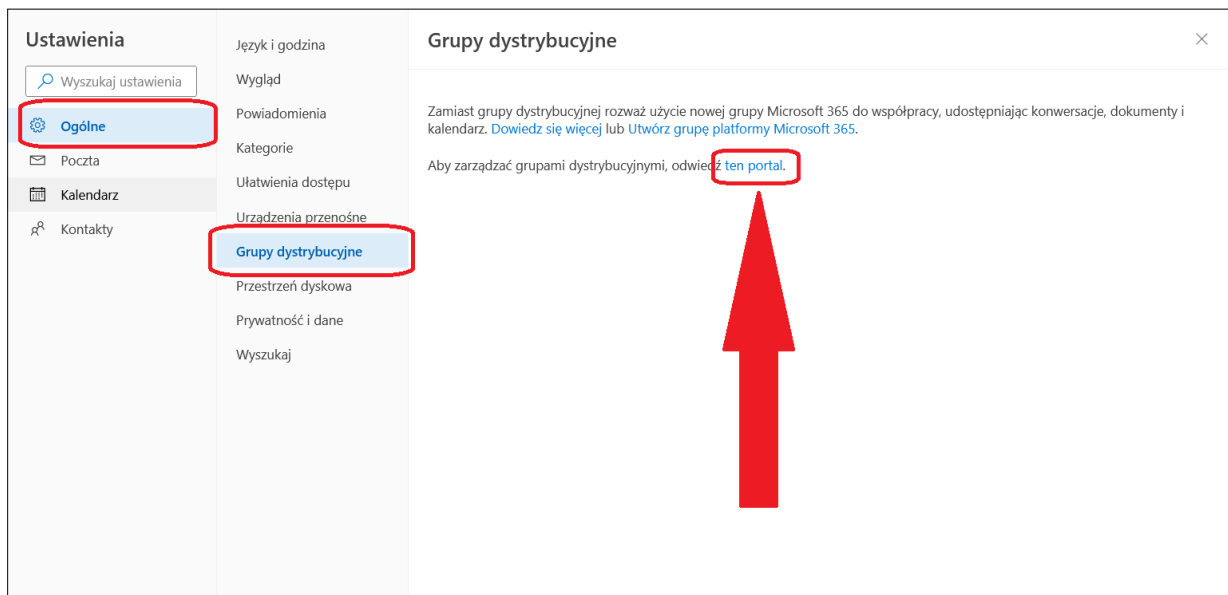 Ustawienia
Wyszukaj ustawienia
Ogólne
Poczta
Kalendarz
Kontakty
Język i godzina
Wygląd
Powiadomienia
Kategorie
Ułatwienia dostępu
Urządzenia przenośne
Grupy dystrybucyjne
Przestrzeń dyskowa
Prywatność i dane
Wyszukaj
Grupy dystrybucyjne
Zamiast grupy dystrybucyjnej rozważ użycie nowej grupy Microsoft 365 do współpracy, udostępniając konwersacje, dokumenty i
kalendarz. Dowiedz się więcej lub Utwórz grupę platformy Microsoft 365.
Aby zarządzać grupami dystrybucyjnymi, odwiedź ten portal.